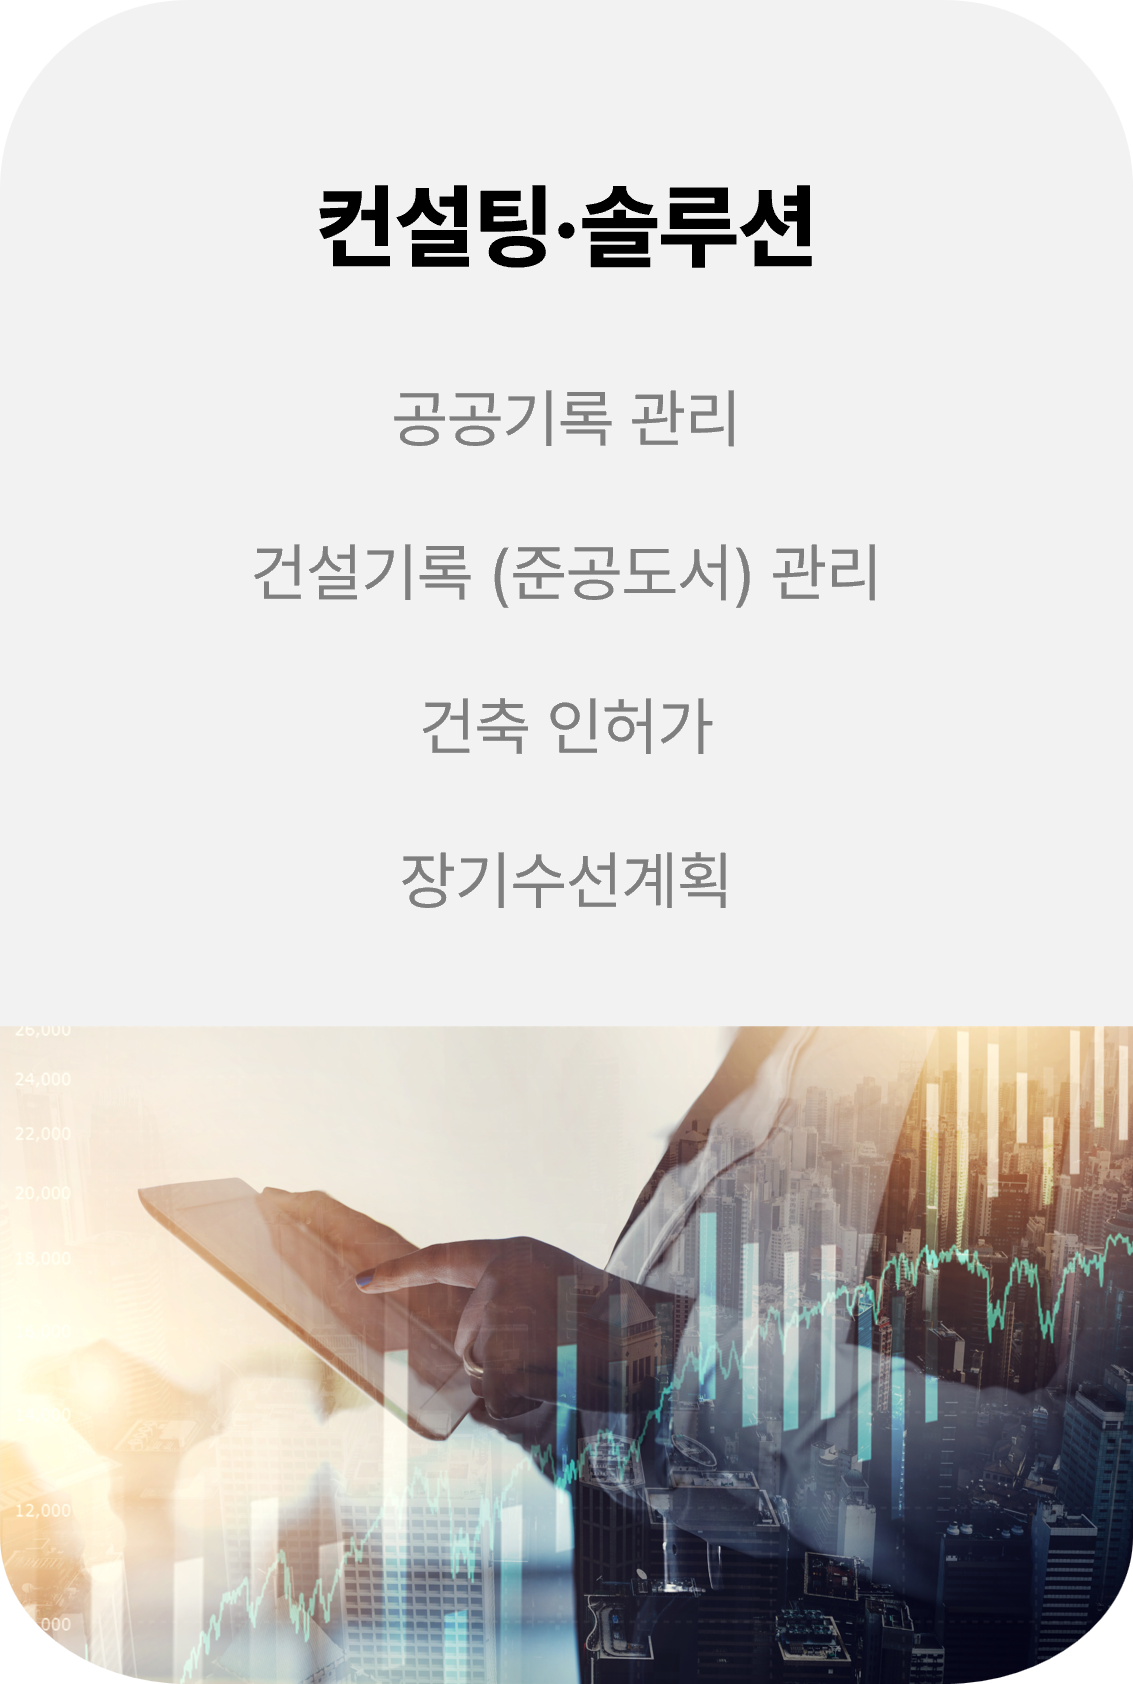 컨설팅·솔루션
공공기록 관리
건설기록 (준공도서) 관리
건축 인허가
장기수선계획
26,000
24,000
22,000
20,000
18,000
12,000